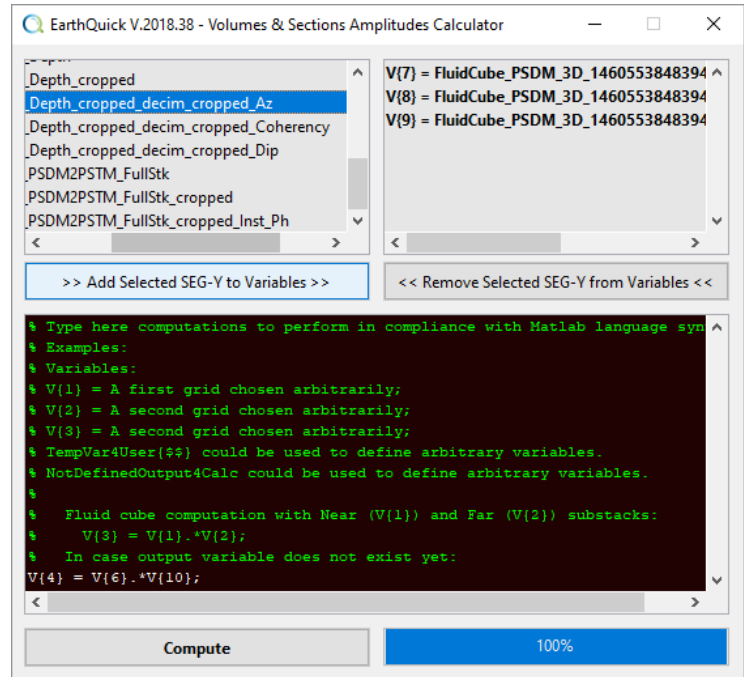 EarthQuick V.2018.38 - Volumes & Sections Amplitudes Calculator
_Depth_cropped
_Depth_cropped_decim_cropped_Az
_Depth_cropped_decim_cropped_Coherency
_Depth_cropped_decim_cropped_Dip
_PSDM2PSTM_FullStk
_PSDM2PSTM_FullStk_cropped
_PSDM2PSTM_FullStk_cropped_Inst_Ph
V{7} = FluidCube_PSDM_3D_1460553848394
V{8} = FluidCube_PSDM_3D_1460553848394
V{9} = FluidCube_PSDM_3D_1460553848394
>> Add Selected SEG-Y to Variables >>
<< Remove Selected SEG-Y from Variables <<
% Type here computations to perform in compliance with Matlab language syn
% Examples:
% Variables:
% V{1} = A first grid chosen arbitrarily;
% V{2} = A second grid chosen arbitrarily;
% V{3} = A second grid chosen arbitrarily;
% TempVar4User{$$} could be used to define arbitrary variables.
% NotDefinedOutput4Calc could be used to define arbitrary variables.
%
% Fluid cube computation with Near (V{1}) and Far (V{2}) substacks:
% V{3} = V{1}.*V{2};
% In case output variable does not exist yet:
V{4} = V{6}.*V{10};
Compute
100%